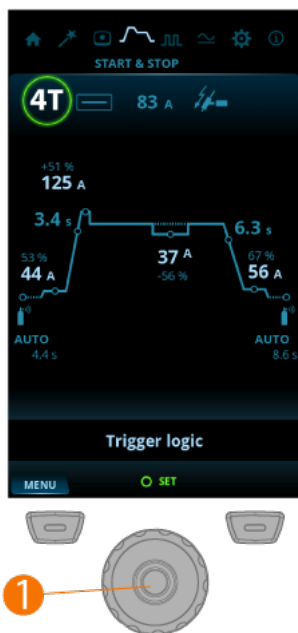 START & STOP
4T
83 A
+51 %
125 A
3.4 s
6.3 s
53 %
44 A
37 A
-56 %
67 %
56 A
AUTO
4.4 s
AUTO
8.6 s
Trigger logic
MENU
SET
1